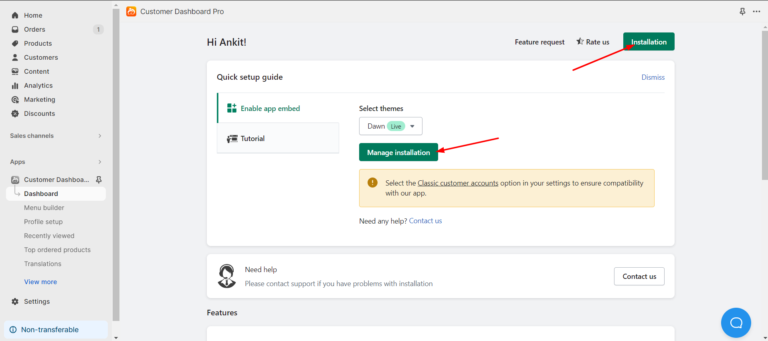 Home
Orders
1
Products
Customers
Content
Analytics
Marketing
Discounts
Sales channels
Apps
Customer Dashboa...
Dashboard
Menu builder
Profile setup
Recently viewed
Top ordered products
Translations
View more
Settings
Non-transferable
Customer Dashboard Pro
Hi Ankit!
Feature request
Rate us
Installation
Quick setup guide
Dismiss
Enable app embed
Tutorial
Select themes
Dawn Live
Manage installation
Select the Classic customer accounts option in your settings to ensure compatibility
with our app.
Need any help? Contact us
Need help
Please contact support if you have problems with installation
Contact us
Features